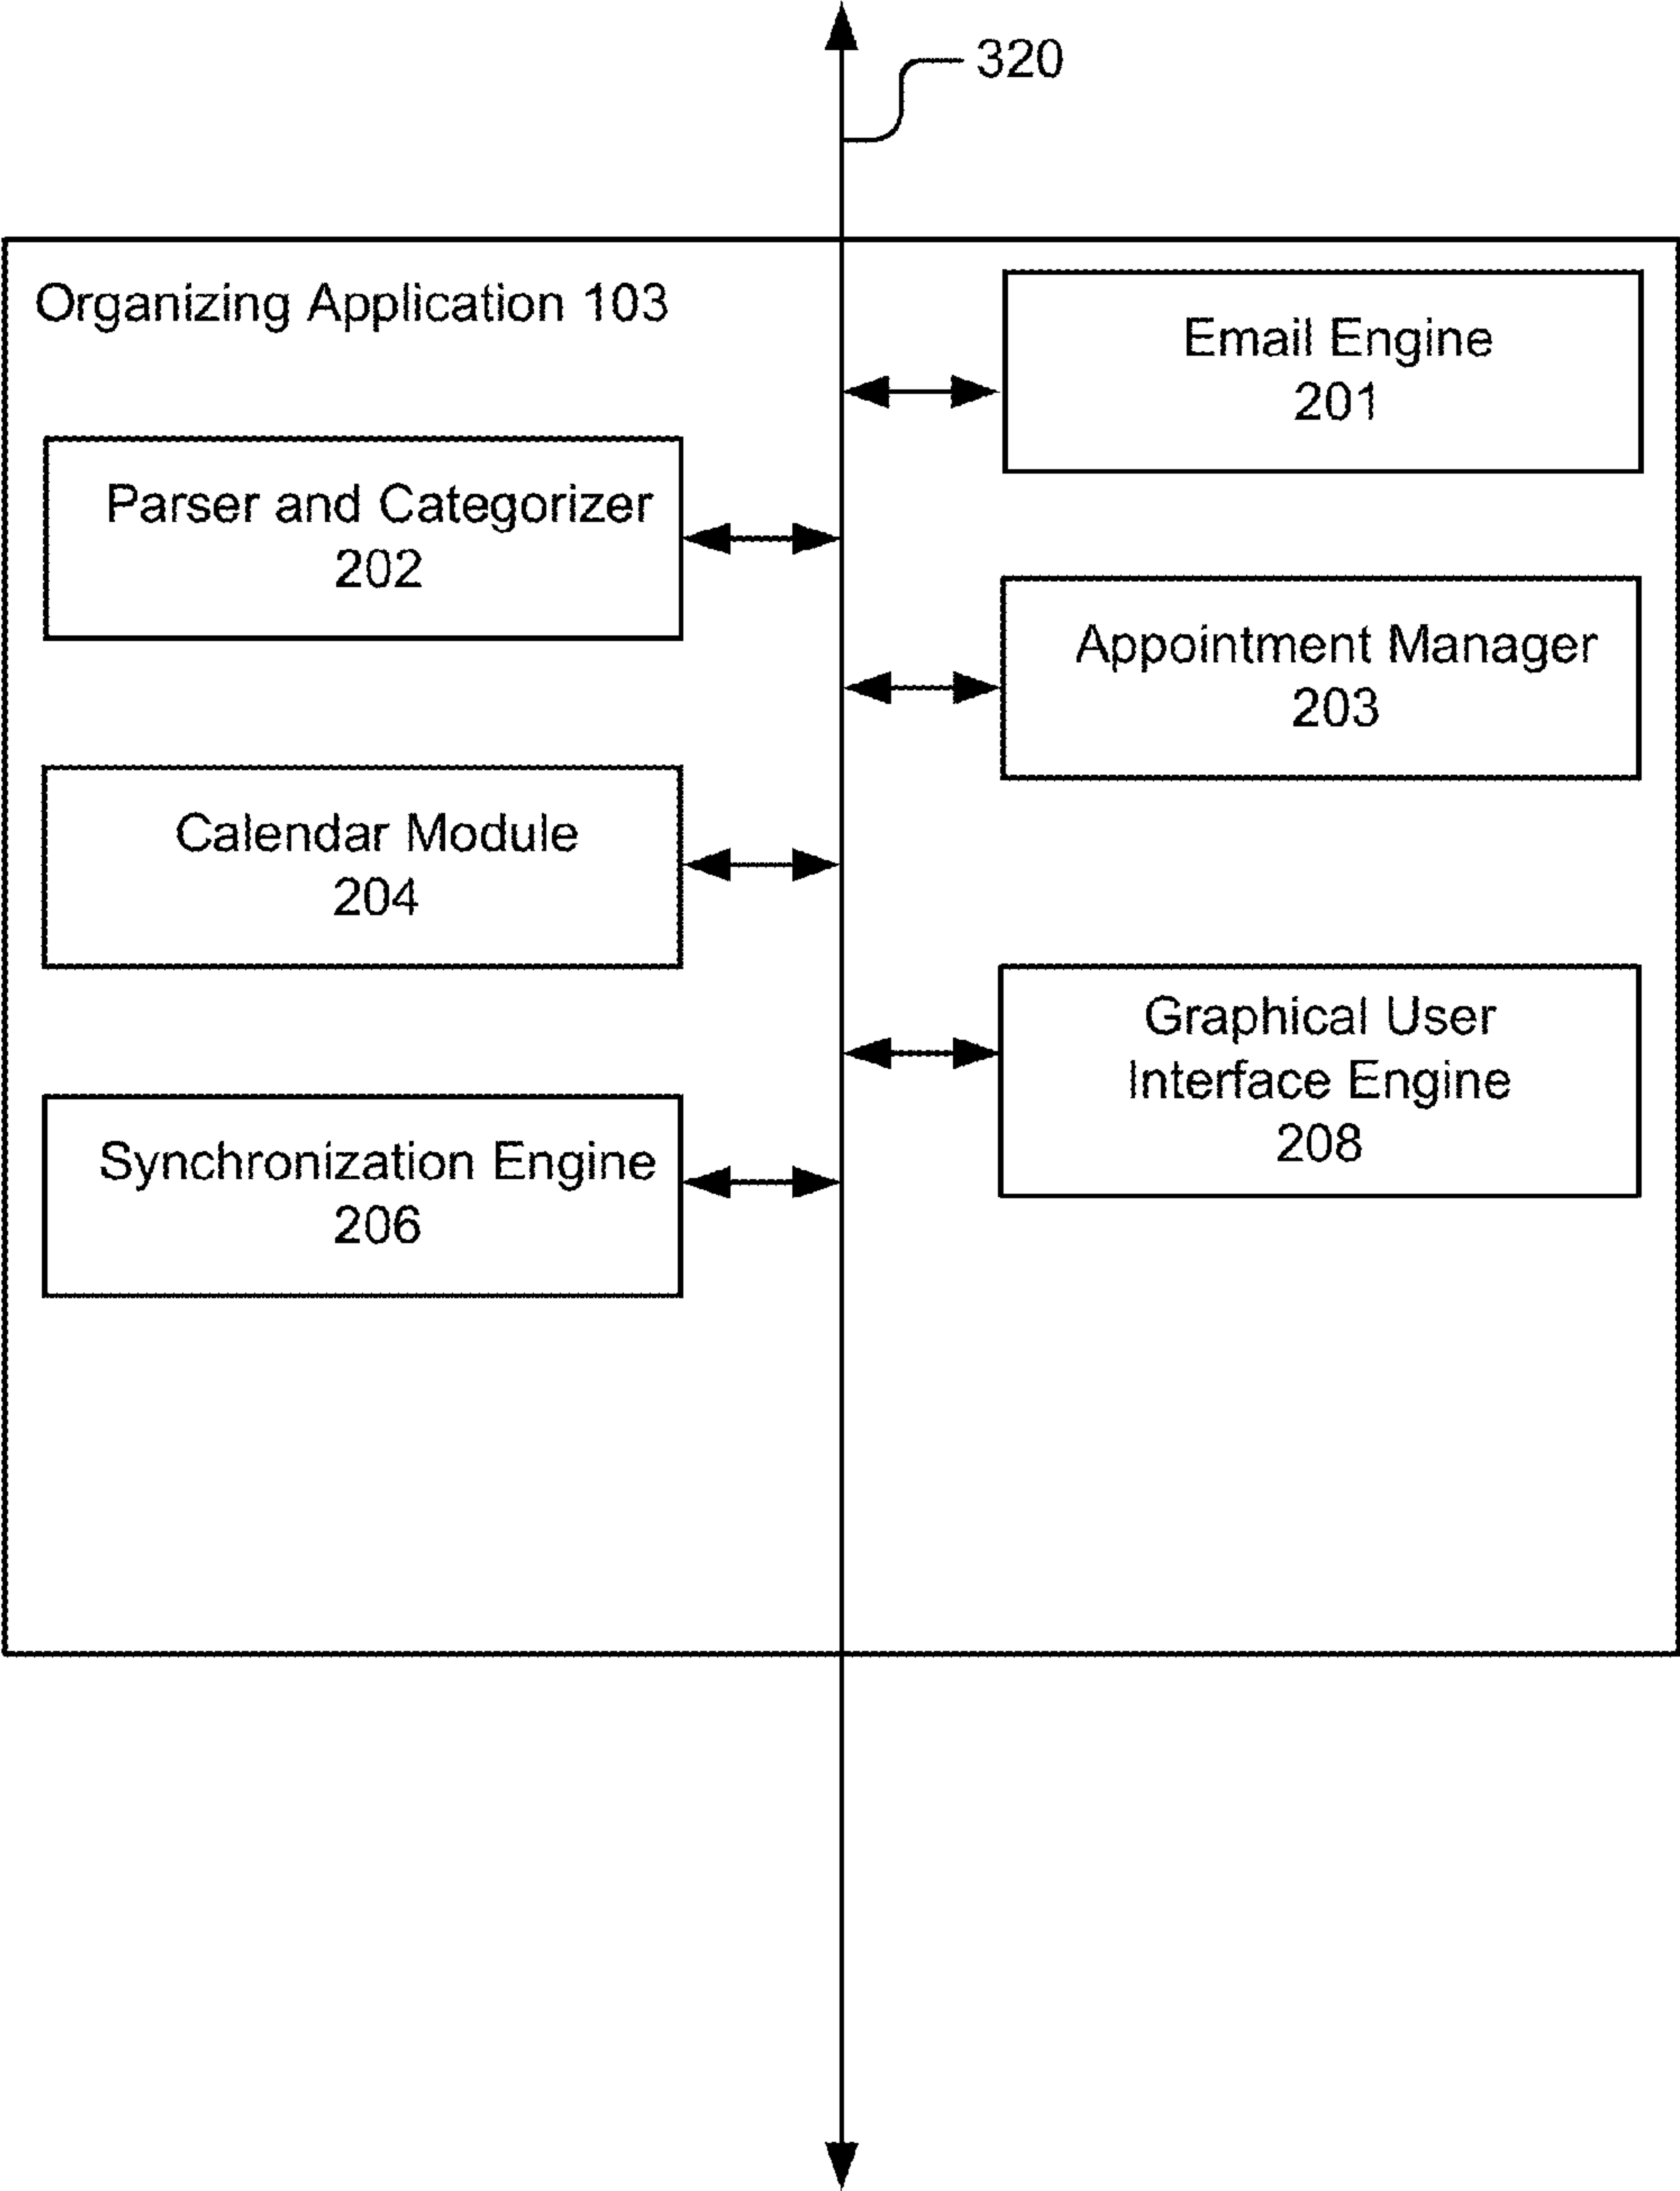 320
Organizing Application 103
Email Engine
201
Parser and Categorizer
202
Appointment Manager
203
Calendar Module
204
Graphical User
Interface Engine
208
Synchronization Engine
206